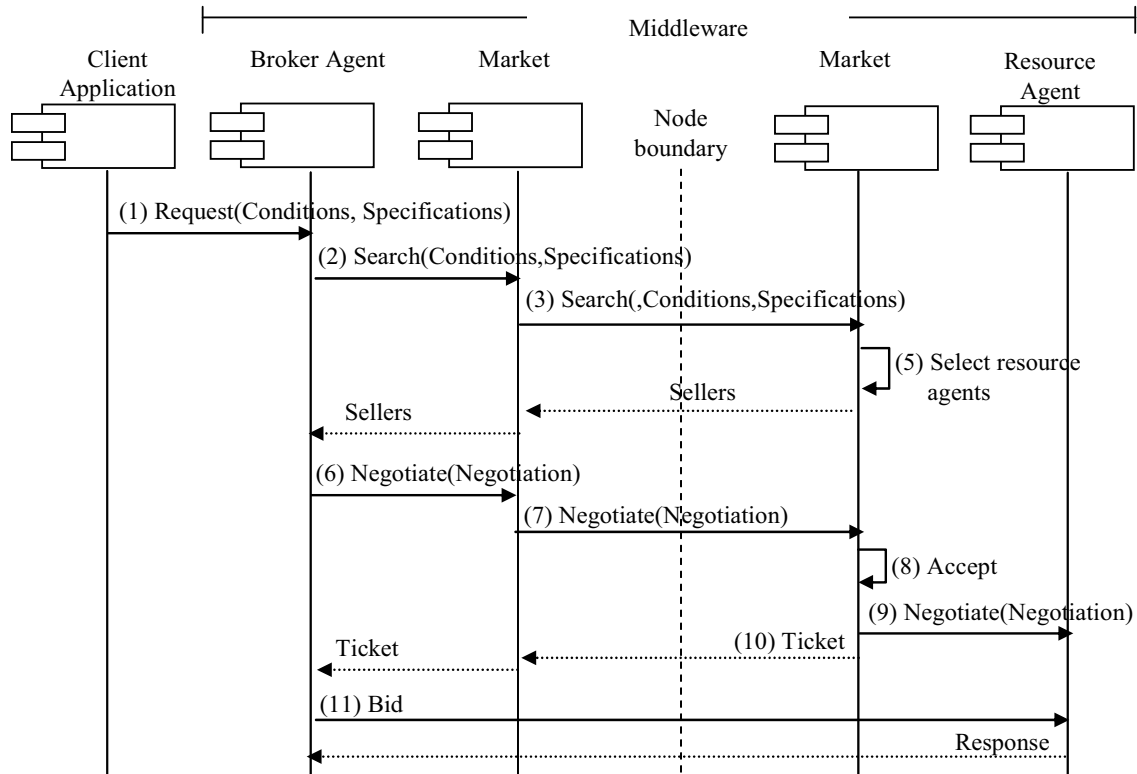 Middleware
Client
Application
Broker Agent
Market
Market
Resource
Agent
Node
boundary
(1) Request(Conditions, Specifications)
(2) Search(Conditions,Specifications)
(3) Search(,Conditions,Specifications)
(5) Select resource
agents
Sellers
Sellers
(6) Negotiate(Negotiation)
(7) Negotiate(Negotiation)
(8) Accept
(9) Negotiate(Negotiation)
(10) Ticket
Ticket
(11) Bid
Response